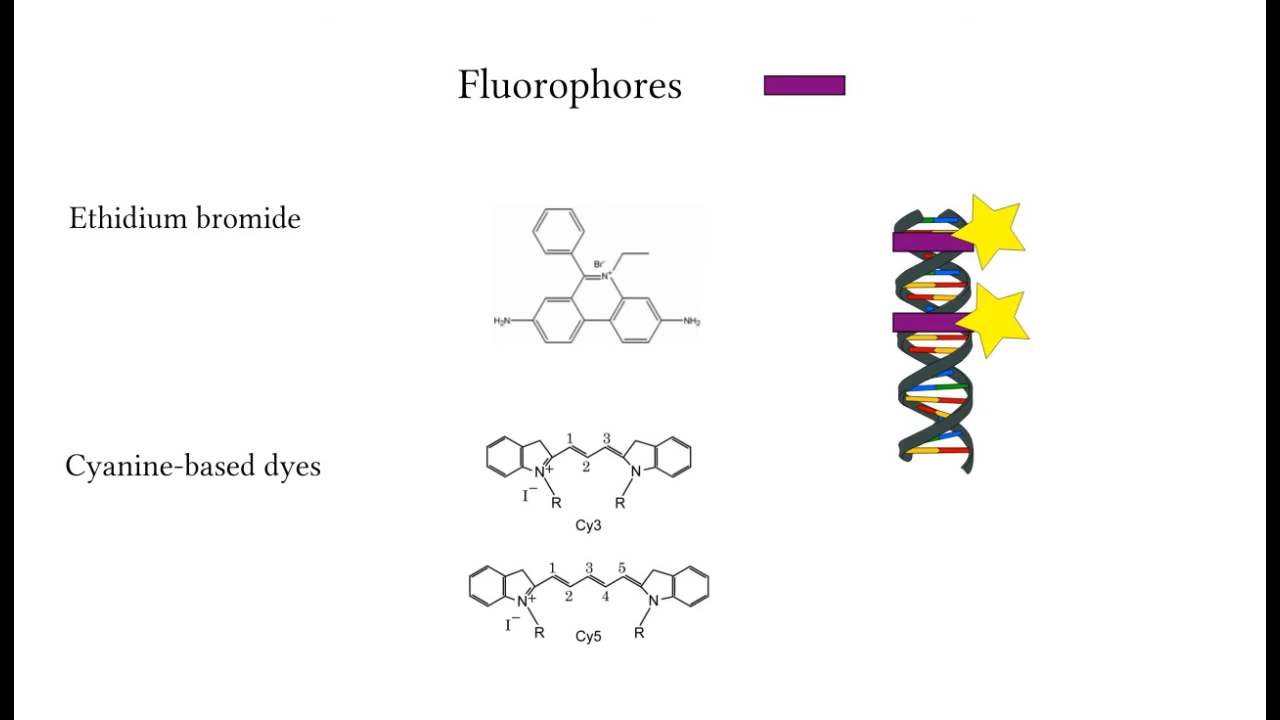 Fluorophores
Ethidium bromide
Br⁻
N⁺
H₂N
NH₂
Cyanine-based dyes
1 3
2
N⁺ N
I⁻
R R
Cy3
1 3 5
2 4
N⁺ N
I⁻
R R
Cy5